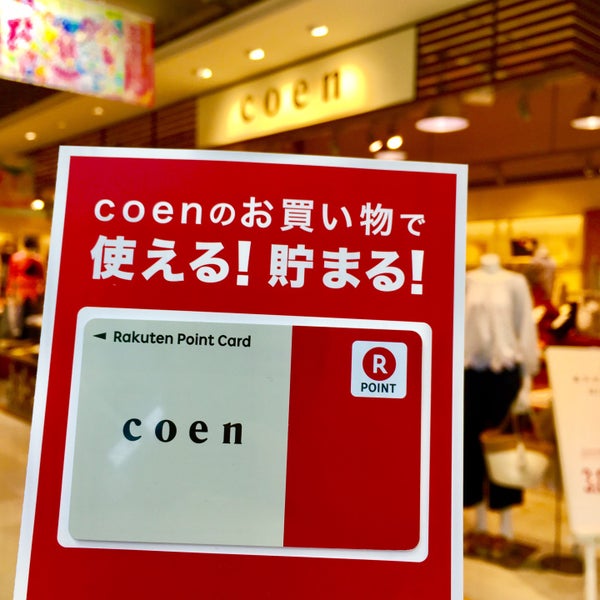 coen
coenのお買い物で
使える！貯まる！
◄ Rakuten Point Card
R
POINT
coen